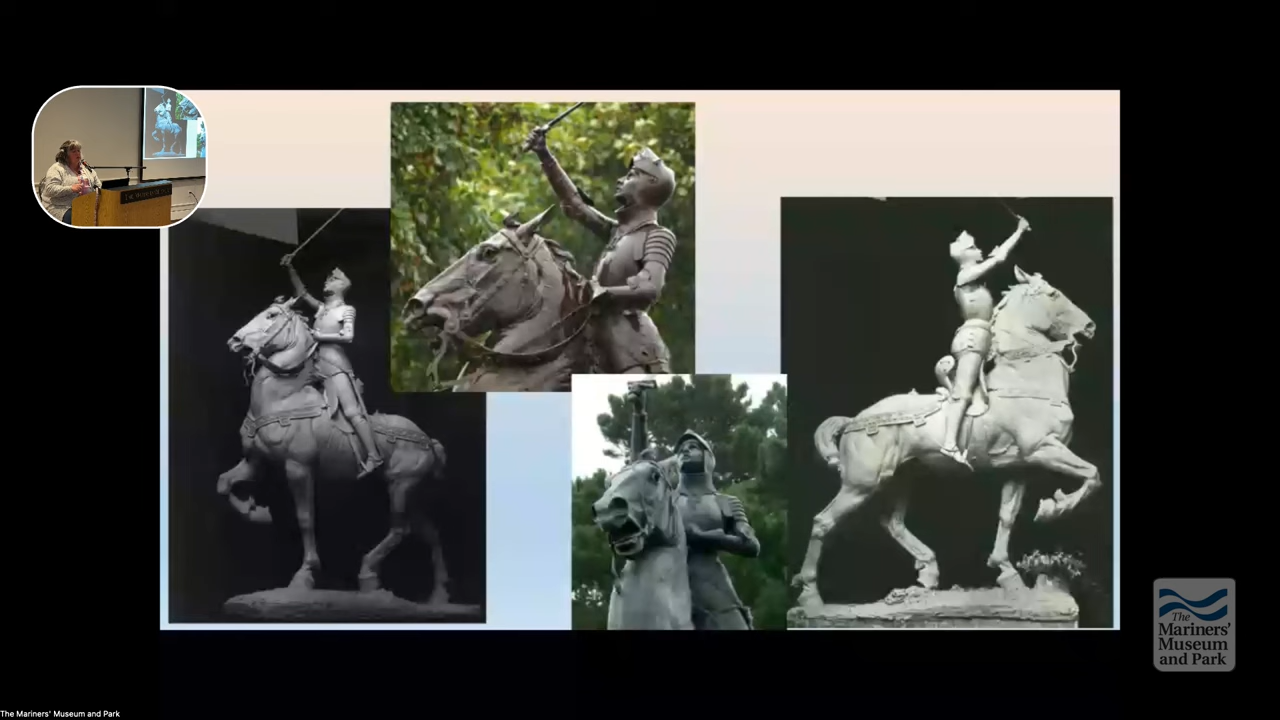 The
Mariners'
Museum
and Park
The Mariners' Museum and Park